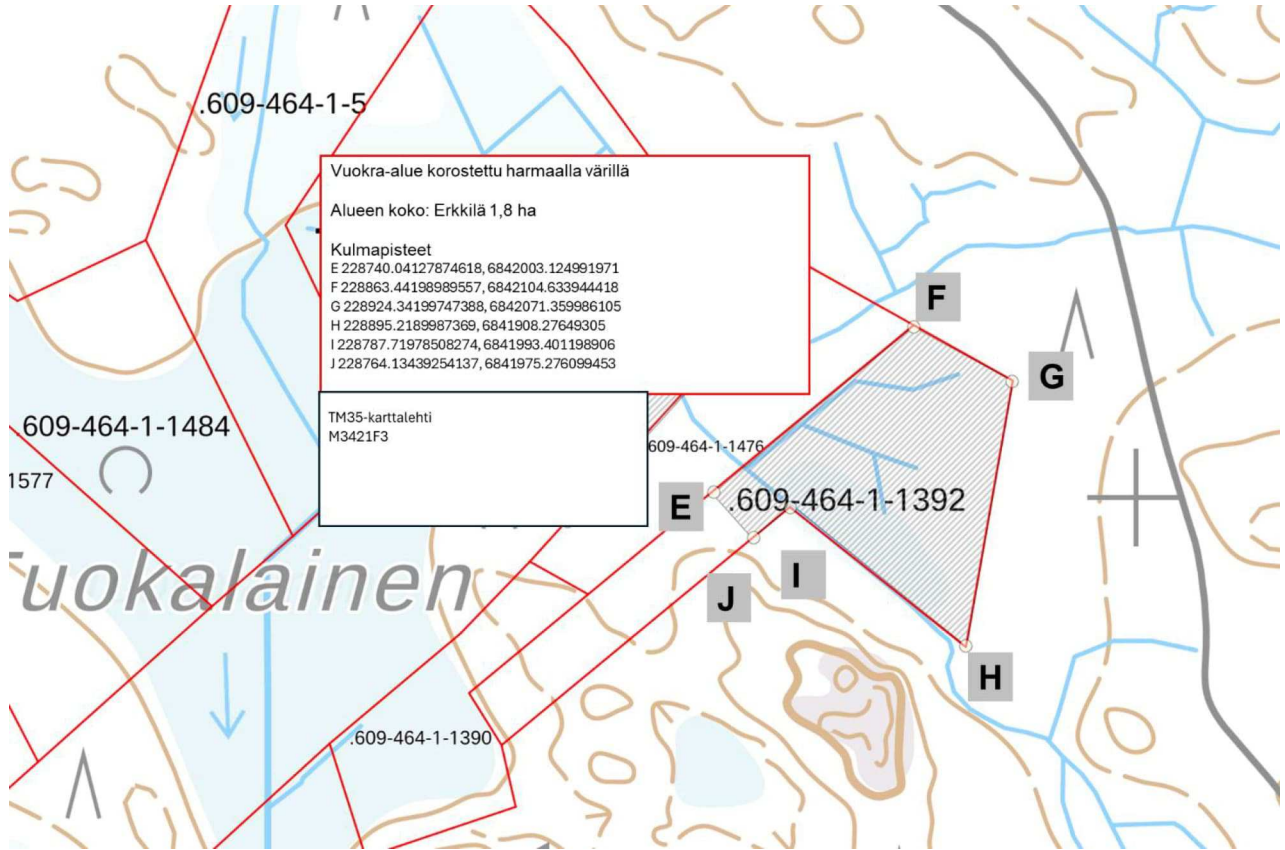 .609-464-1-5
Vuokra-alue korostettu harmaalla värillä
Alueen koko: Erkkilä 1,8 ha
Kulmapisteet
E 228740.04127874618, 6842003.124991971
F 228863.44198989557, 6842104.633944418
G 228924.34199747388, 6842071.359986105
H 228895.2189987369, 6841908.27649305
I 228787.71978508274, 6841993.401198906
J 228764.13439254137, 6841975.276099453
TM35-karttalehti
M3421F3
F
G
.609-464-1-1484
609-464-1-1476
1577
E
.609-464-1-1392
Tuokalainen
I
J
H
.609-464-1-1390